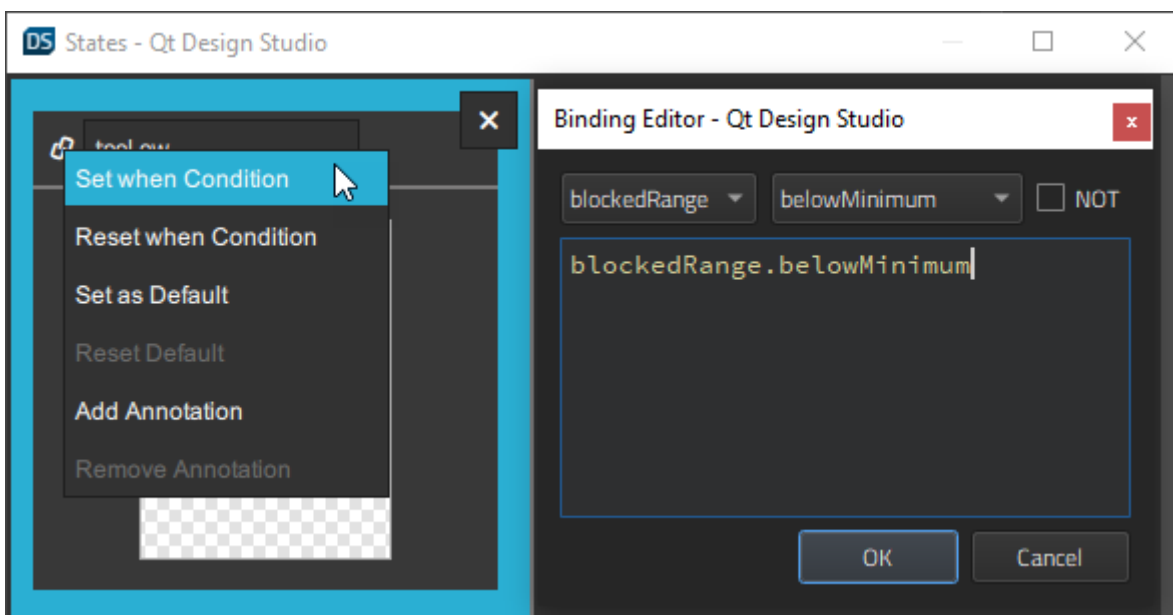 DS States - Qt Design Studio
Set when Condition
Reset when Condition
Set as Default
Reset Default
Add Annotation
Remove Annotation
Binding Editor - Qt Design Studio
blockedRange belowMinimum NOT
blockedRange.belowMinimum
OK Cancel